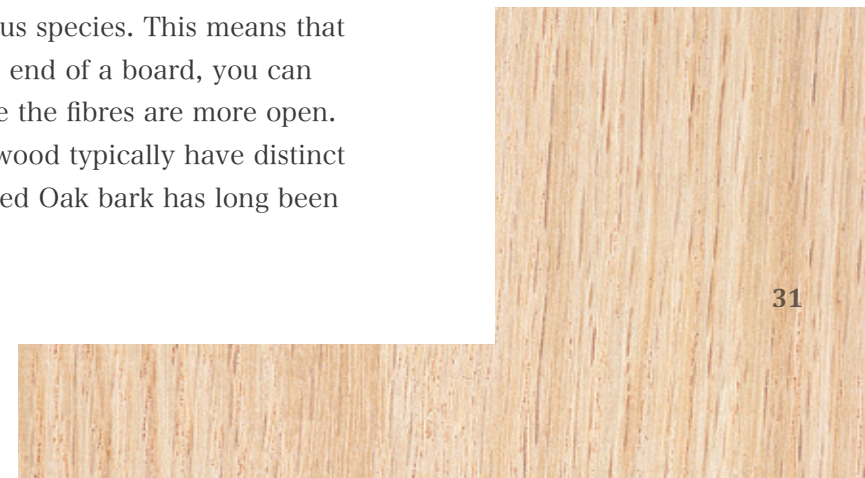 us species. This means that
end of a board, you can
the fibres are more open.
wood typically have distinct
ed Oak bark has long been
31